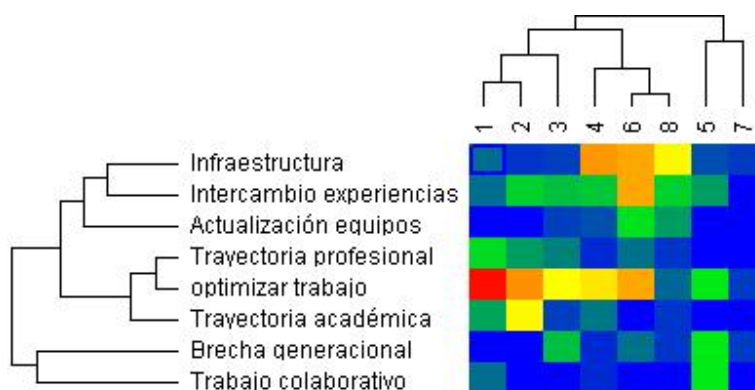 1 2 3 4 6 8 5 7
Infraestructura
Intercambio experiencias
Actualización equipos
Trayectoria profesional
optimizar trabajo
Trayectoria académica
Brecha generacional
Trabajo colaborativo